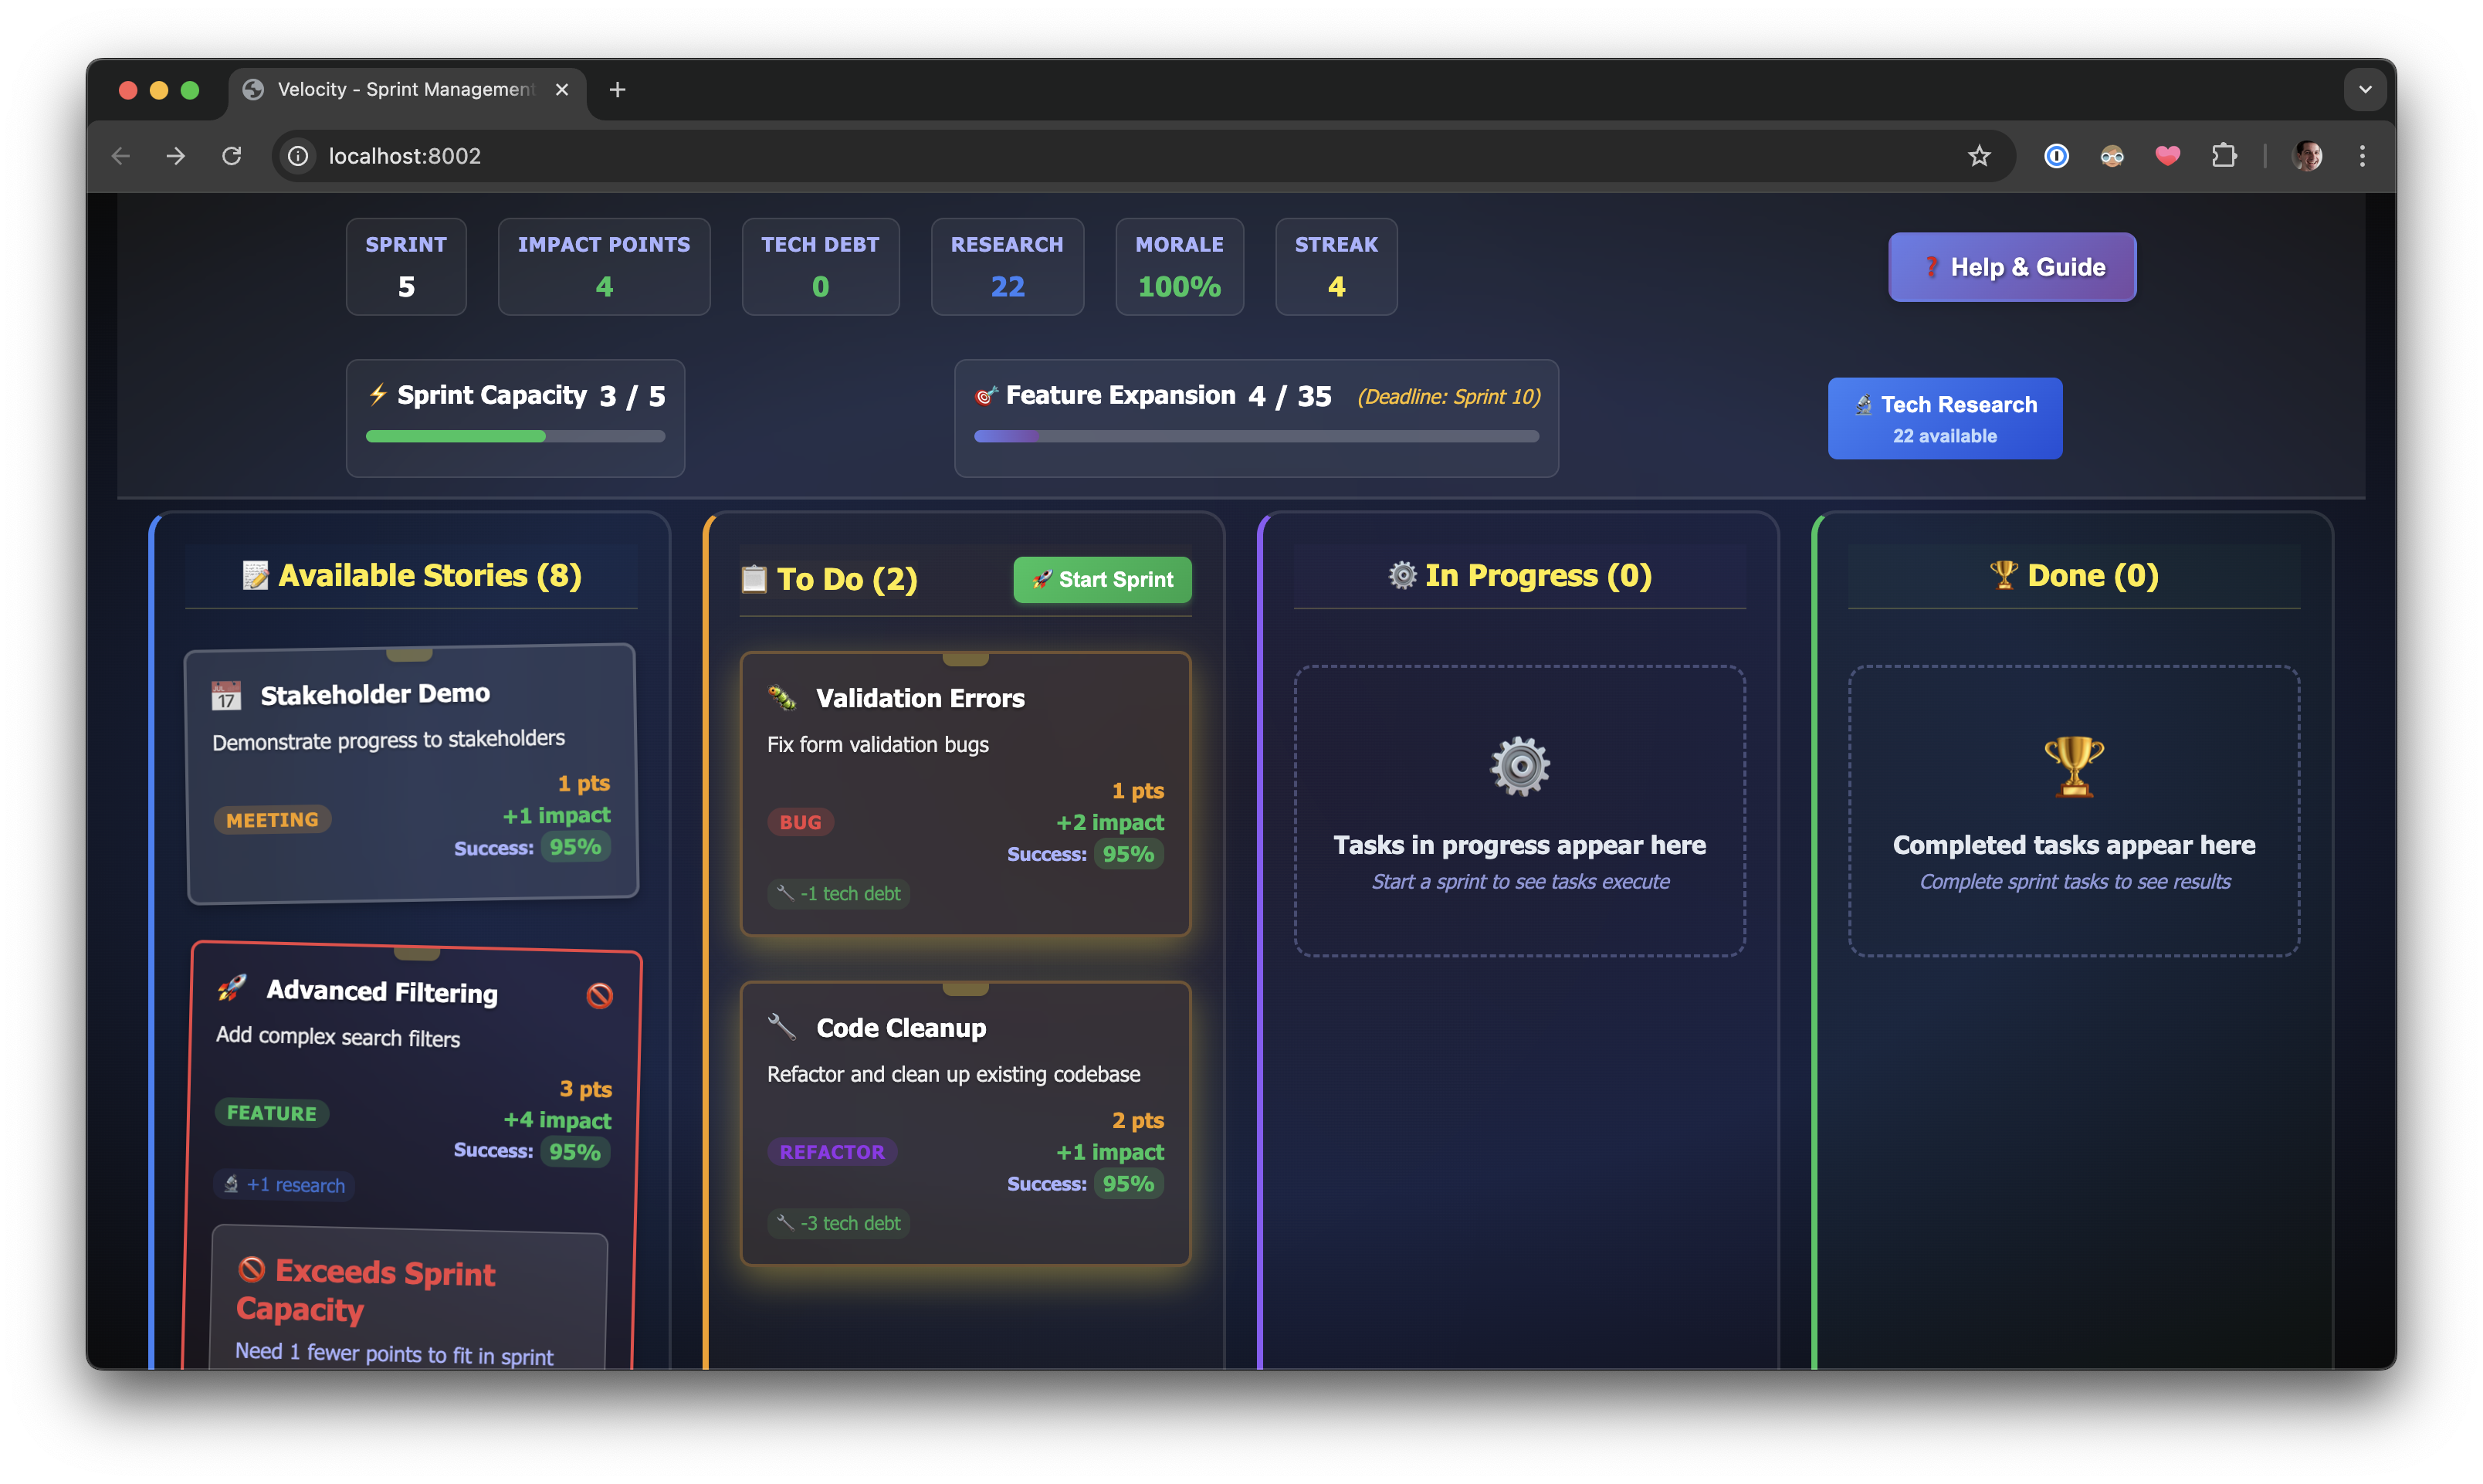 Velocity - Sprint Management
localhost:8002
SPRINT
5
IMPACT POINTS
4
TECH DEBT
0
RESEARCH
22
MORALE
100%
STREAK
4
❓ Help & Guide
⚡ Sprint Capacity 3 / 5
🎯 Feature Expansion 4 / 35 (Deadline: Sprint 10)
🔬 Tech Research
22 available
📝 Available Stories (8)
JUL
17
Stakeholder Demo
Demonstrate progress to stakeholders
1 pts
MEETING
+1 impact
Success: 95%
🚀 Advanced Filtering 🚫
Add complex search filters
3 pts
FEATURE
+4 impact
Success: 95%
🔬 +1 research
🚫 Exceeds Sprint
Capacity
Need 1 fewer points to fit in sprint
📋 To Do (2)
🚀 Start Sprint
🐛 Validation Errors
Fix form validation bugs
1 pts
BUG
+2 impact
Success: 95%
🔧 -1 tech debt
🔧 Code Cleanup
Refactor and clean up existing codebase
2 pts
REFACTOR
+1 impact
Success: 95%
🔧 -3 tech debt
⚙️ In Progress (0)
Tasks in progress appear here
Start a sprint to see tasks execute
🏆 Done (0)
Completed tasks appear here
Complete sprint tasks to see results